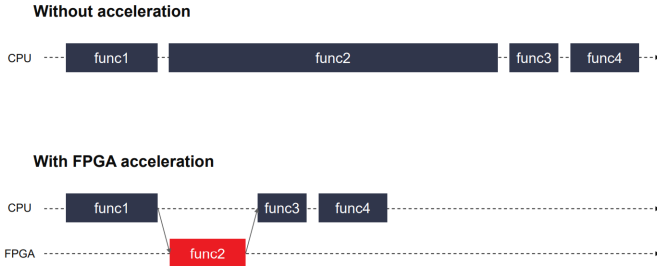 Without acceleration
CPU func1 func2 func3 func4
With FPGA acceleration
CPU func1 func3 func4
FPGA func2